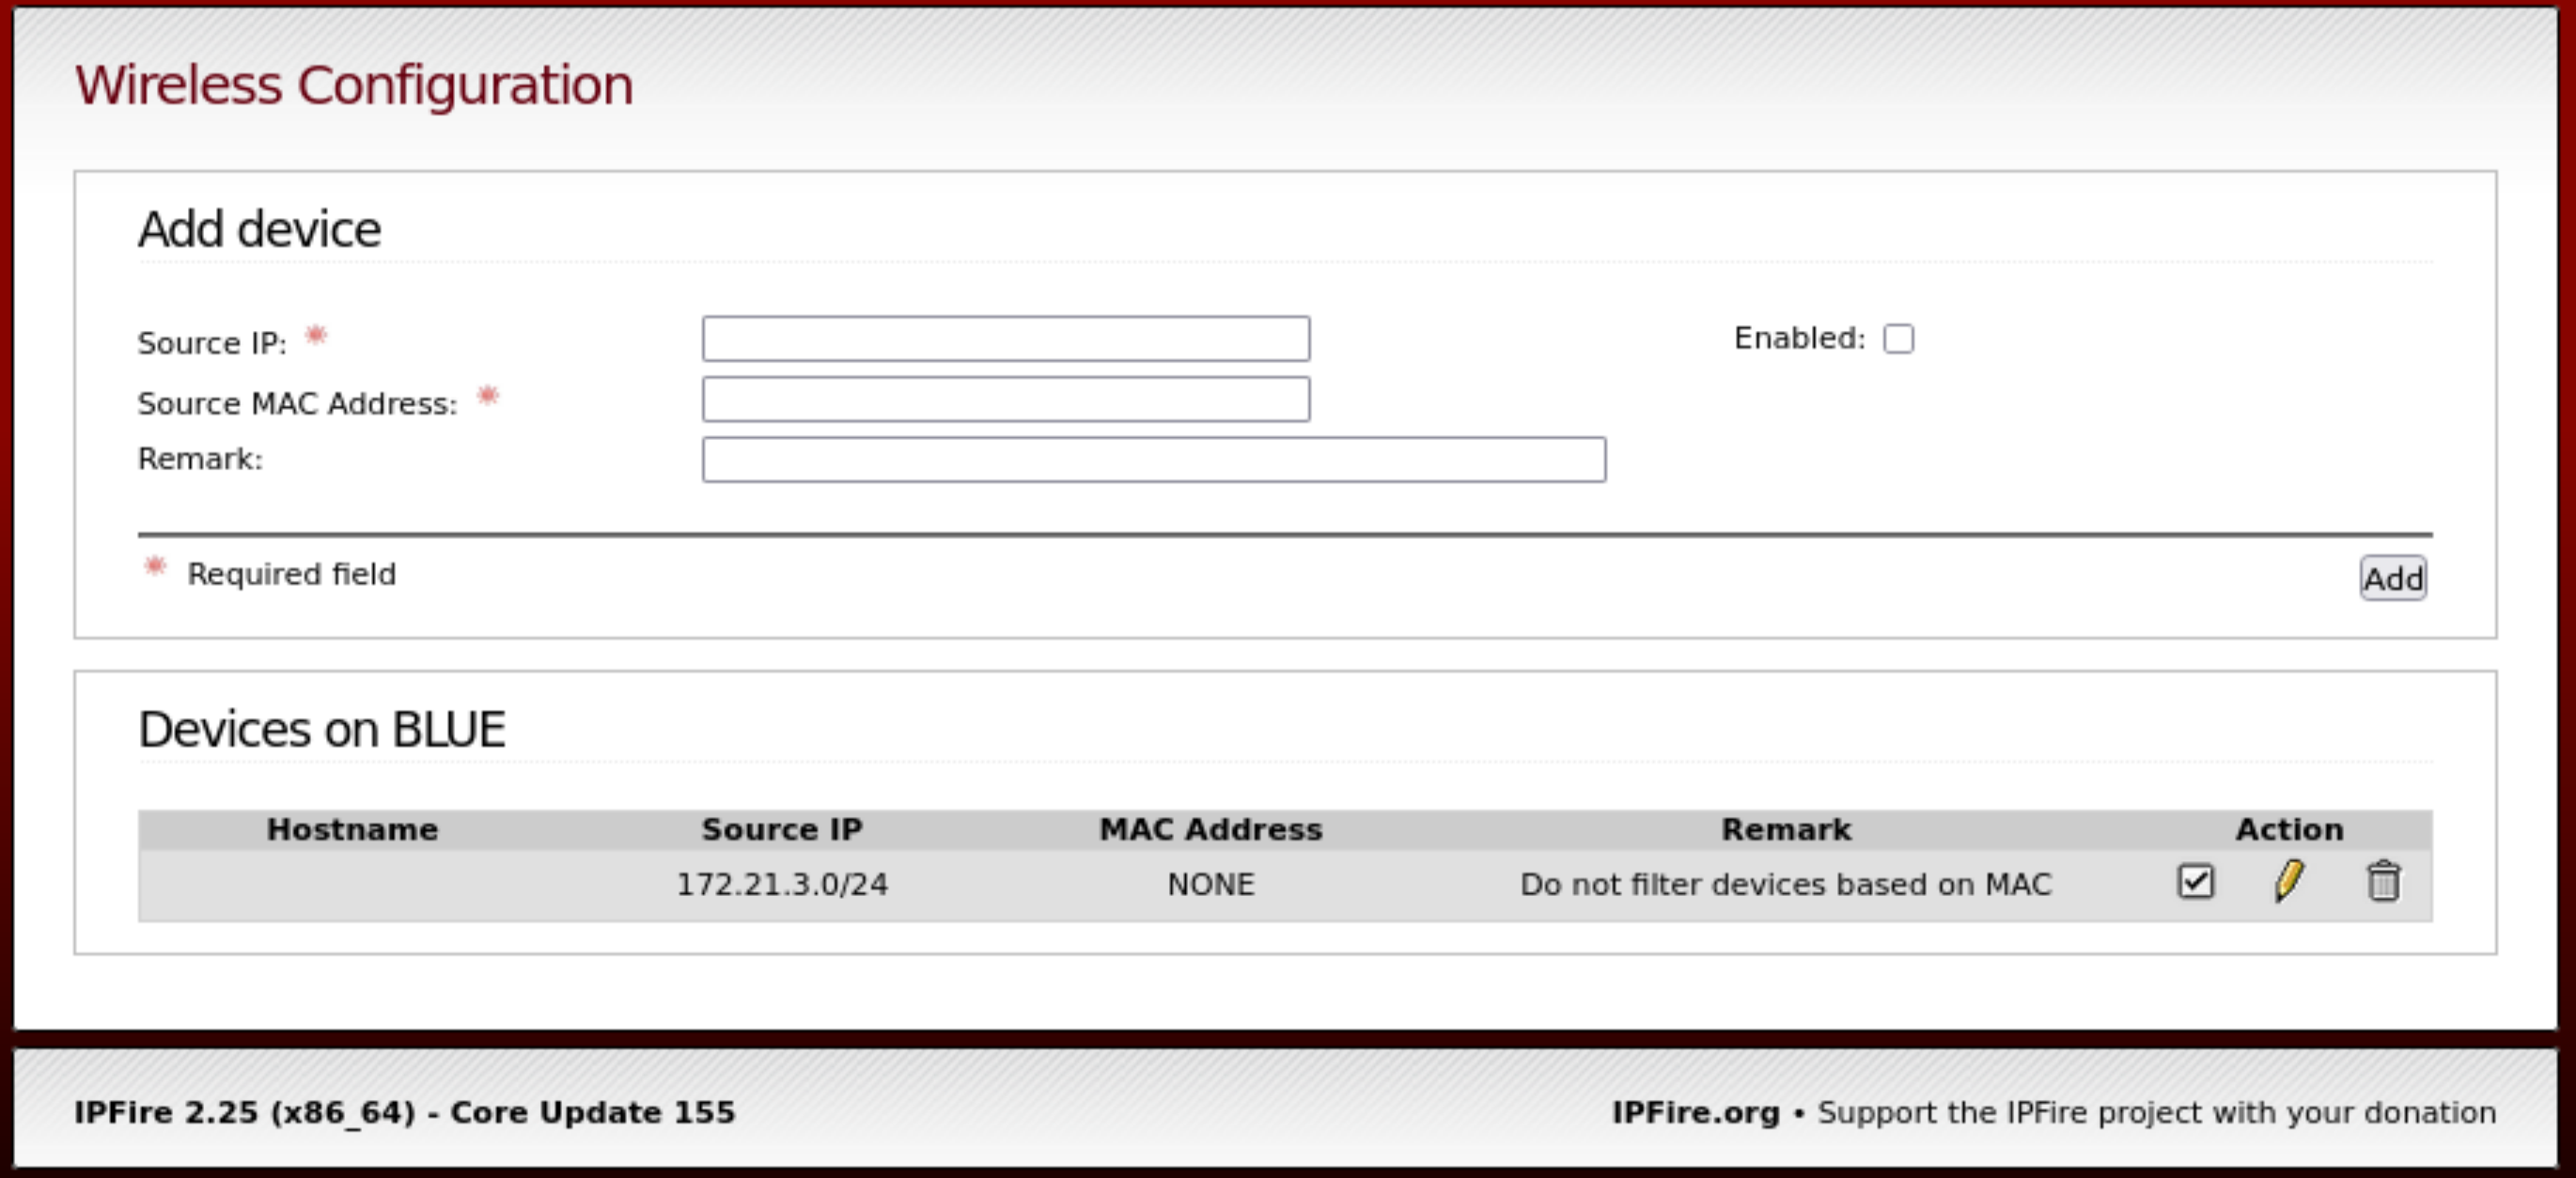 Wireless Configuration
Add device
Source IP:
Enabled:
Source MAC Address:
Remark:
Required field
Add
Devices on BLUE
Hostname Source IP MAC Address Remark Action
172.21.3.0/24 NONE Do not filter devices based on MAC
IPFire 2.25 (x86_64) - Core Update 155
IPFire.org • Support the IPFire project with your donation